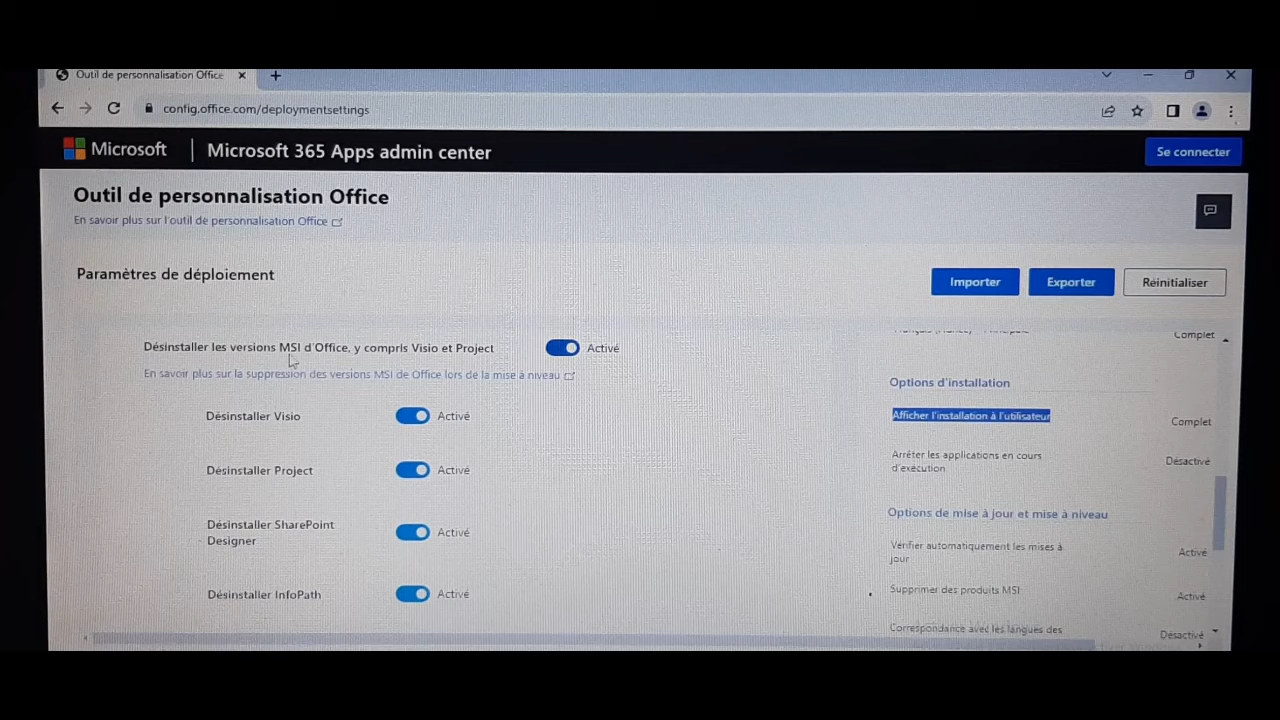 Outil de personnalisation Office
config.office.com/deploymentsettings
Microsoft | Microsoft 365 Apps admin center
Se connecter
Outil de personnalisation Office
En savoir plus sur l'outil de personnalisation Office
Paramètres de déploiement
Importer
Exporter
Réinitialiser
Désinstaller les versions MSI d'Office, y compris Visio et Project
Activé
En savoir plus sur la suppression des versions MSI de Office lors de la mise à niveau
Désinstaller Visio
Activé
Désinstaller Project
Activé
Désinstaller SharePoint
Designer
Activé
Désinstaller InfoPath
Activé
Complet
Options d'installation
Afficher l'installation à l'utilisateur
Complet
Arrêter les applications en cours
d'exécution
Désactivé
Options de mise à jour et mise à niveau
Vérifier automatiquement les mises à
jour
Activé
Supprimer des produits MSI
Activé
Correspondance avec les langues des
Désactivé